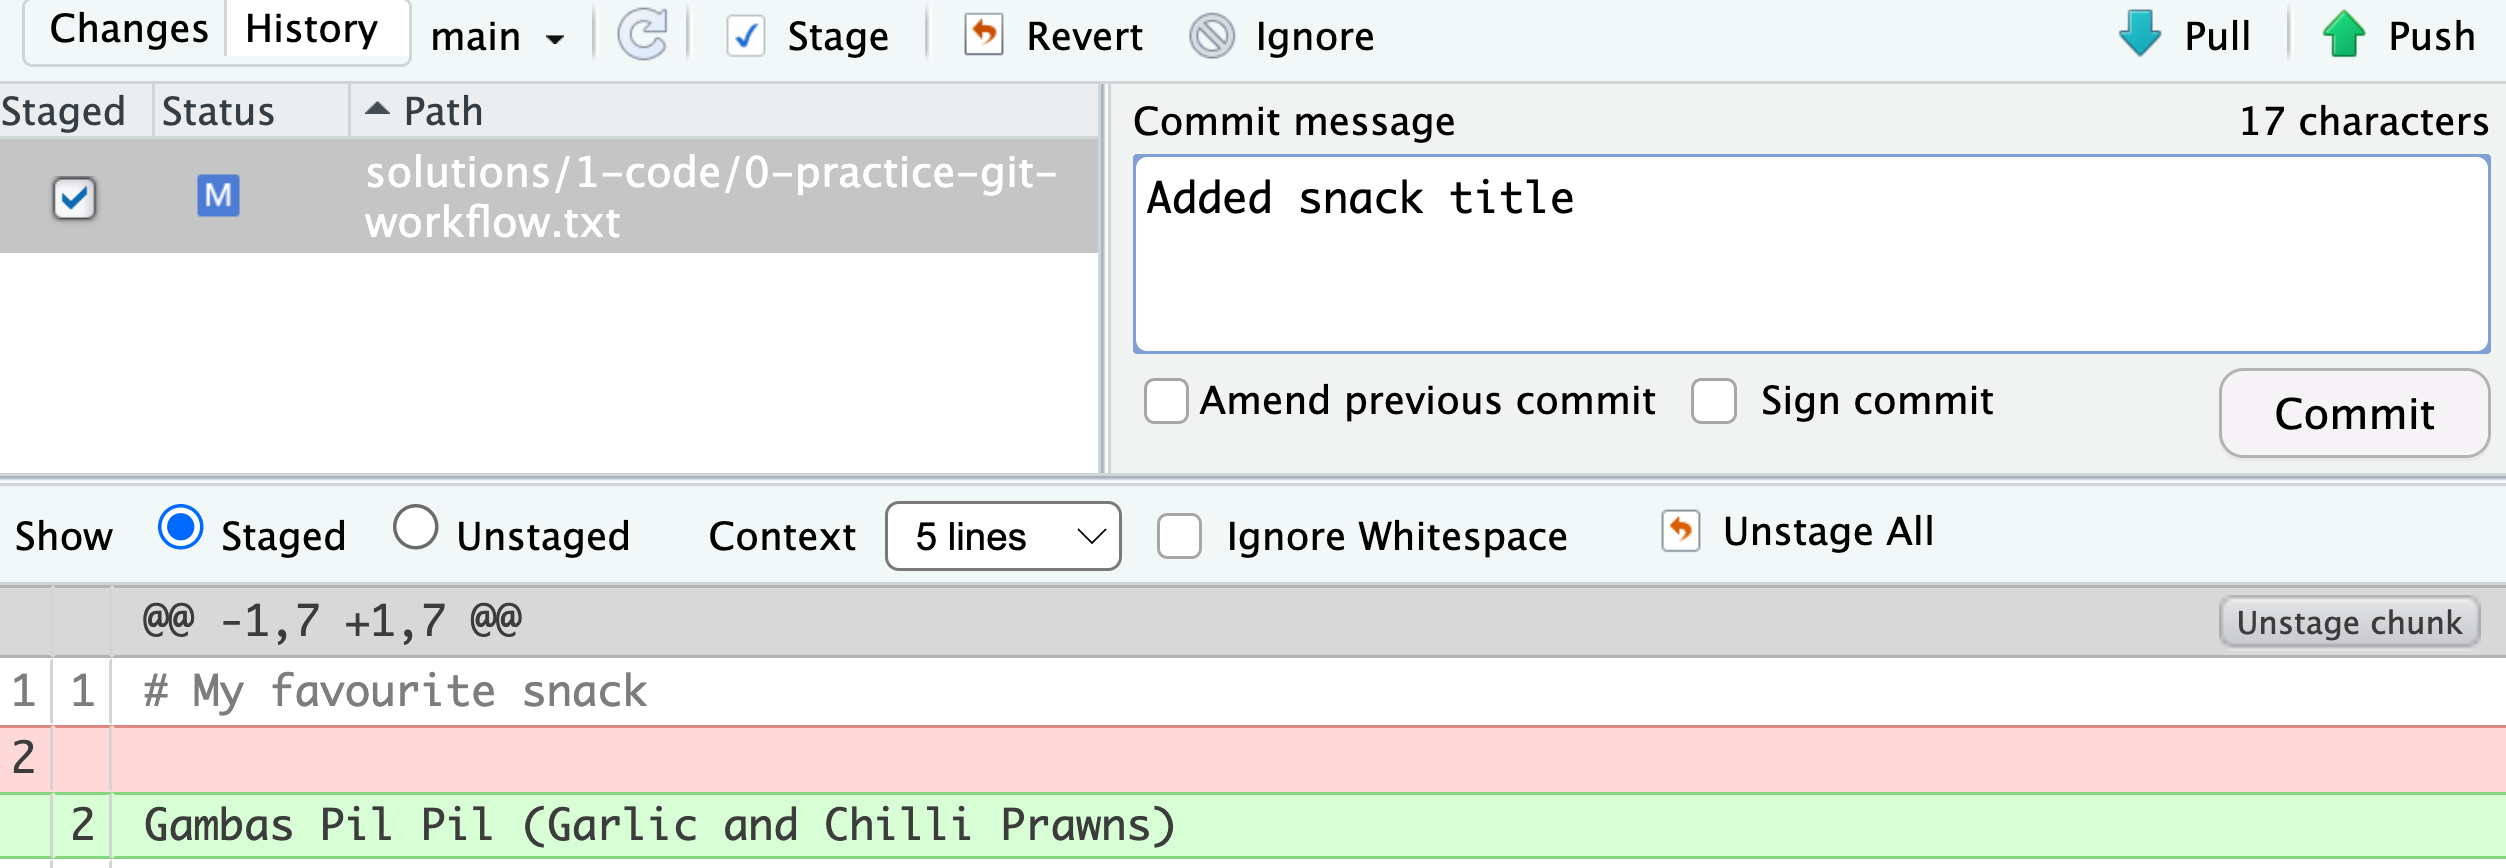 Changes History main Stage Revert Ignore Pull Push
Staged Status Path
solutions/1-code/0-practice-git-
workflow.txt
M
Commit message 17 characters
Added snack title
Amend previous commit Sign commit Commit
Show Staged Unstaged Context 5 lines Ignore Whitespace Unstage All
@@ -1,7 +1,7 @@ Unstage chunk
1 1 # My favourite snack
2
2 Gambas Pil Pil (Garlic and Chilli Prawns)